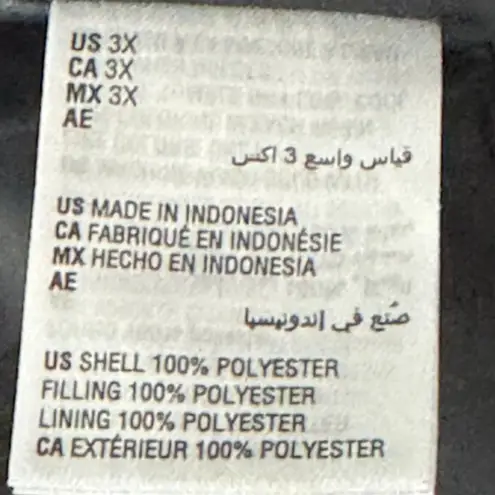 US 3X
CA 3X
MX 3X
AE
قياس واسع 3 اكس
US MADE IN INDONESIA
CA FABRIQUÉ EN INDONÉSIE
MX HECHO EN INDONESIA
AE
صُنع في إندونيسيا
US SHELL 100% POLYESTER
FILLING 100% POLYESTER
LINING 100% POLYESTER
CA EXTÉRIEUR 100% POLYESTER